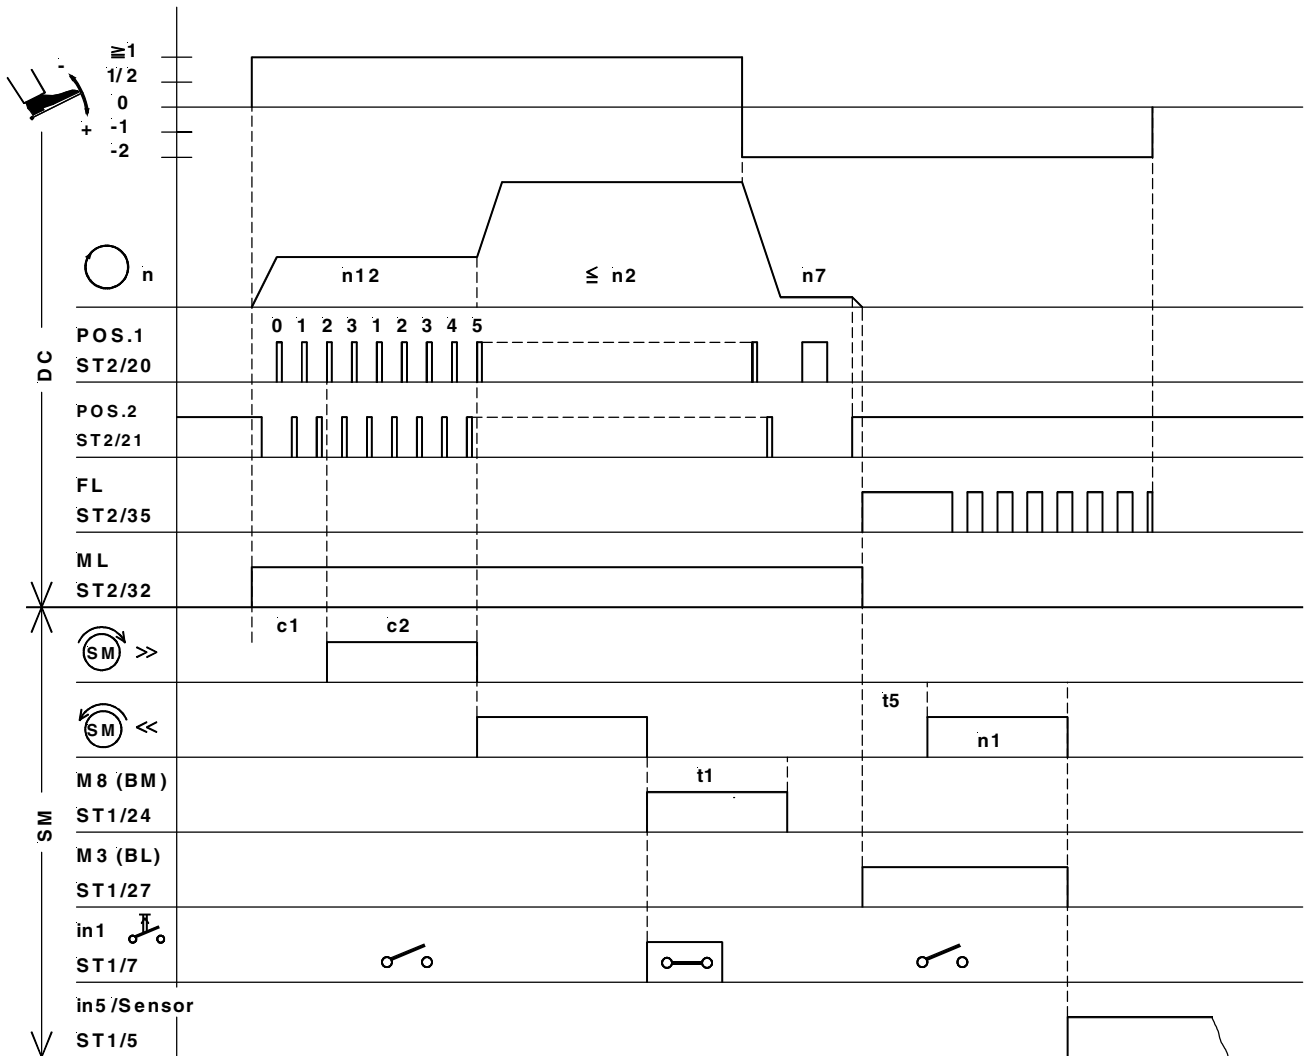 ≧1
1/2
0
-1
-2
-
+
n
n12
≦ n2
n7
0 1 2 3 1 2 3 4 5
POS.1
ST2/20
DC
POS.2
ST2/21
FL
ST2/35
ML
ST2/32
c1 c2
SM >>
t5
SM <<
n1
M8 (BM)
t1
ST1/24
SM
M3 (BL)
ST1/27
in1
ST1/7
in5/Sensor
ST1/5